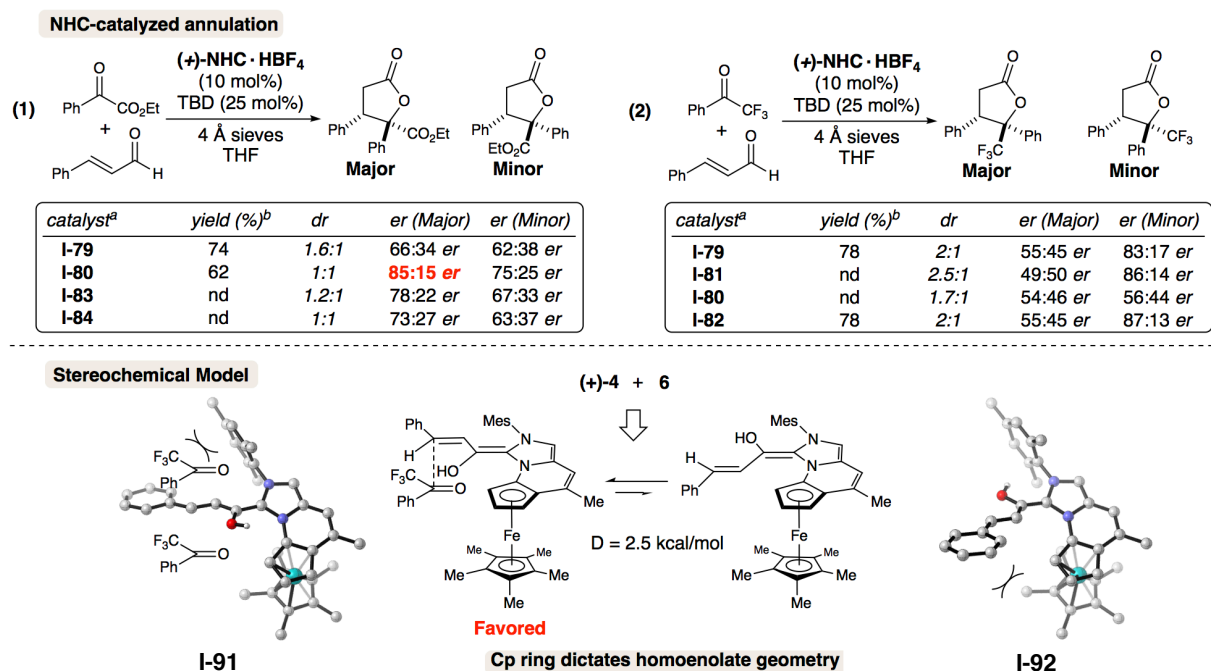 NHC-catalyzed annulation
(1)
O
Ph
CO2Et
+
O
Ph
H
(+)-NHC · HBF4
(10 mol%)
TBD (25 mol%)
4 Å sieves
THF
O
O
Ph
CO2Et
Ph
Major
O
O
Ph
Ph
EtO2C
Minor
catalyst^a yield (%)^b dr er (Major) er (Minor)
I-79 74 1.6:1 66:34 er 62:38 er
I-80 62 1:1 85:15 er 75:25 er
I-83 nd 1.2:1 78:22 er 67:33 er
I-84 nd 1:1 73:27 er 63:37 er
(2)
O
Ph
CF3
+
O
Ph
H
(+)-NHC · HBF4
(10 mol%)
TBD (25 mol%)
4 Å sieves
THF
O
O
Ph
Ph
F3C
Major
O
O
Ph
CF3
Ph
Minor
catalyst^a yield (%)^b dr er (Major) er (Minor)
I-79 78 2:1 55:45 er 83:17 er
I-81 nd 2.5:1 49:50 er 86:14 er
I-80 nd 1.7:1 54:46 er 56:44 er
I-82 78 2:1 55:45 er 87:13 er
Stereochemical Model
(+)-4 + 6
F3C
Ph
O
F3C
Ph
O
I-91
Ph
H
HO
Mes
N
N
F3C
Ph
O
Me
Fe
Me
Me
Me
Me
Me
Favored
D = 2.5 kcal/mol
Mes
HO
N
N
H
Ph
Me
Fe
Me
Me
Me
Me
Me
Cp ring dictates homoenolate geometry
I-92